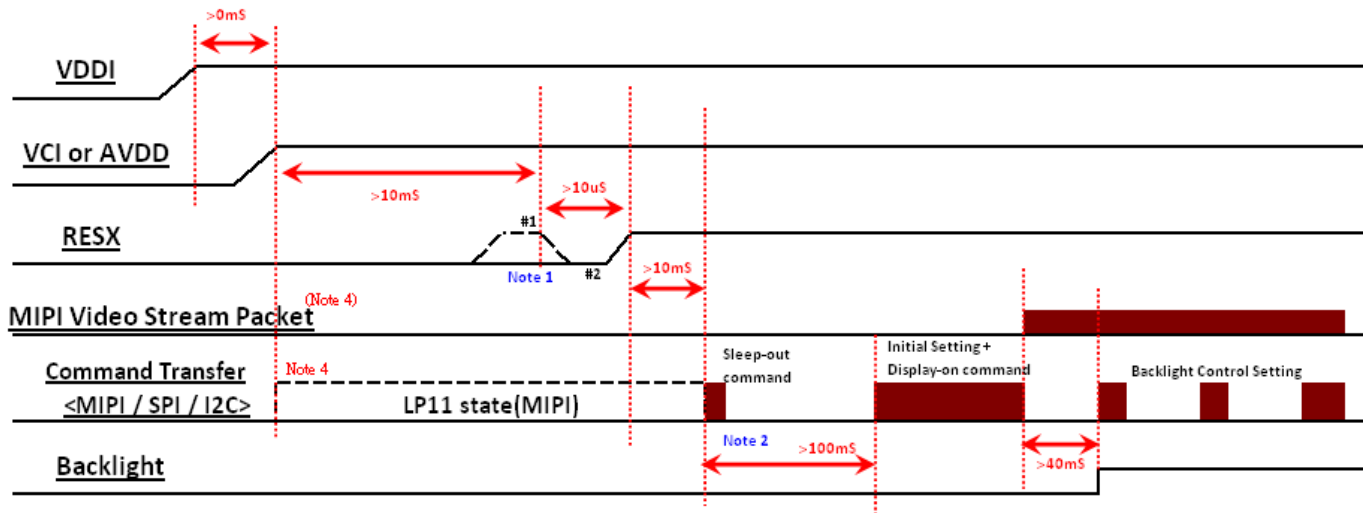 >0mS
VDDI
VCI or AVDD
>10mS
>10uS
RESX
#1
#2
Note 1
>10mS
(Note 4)
MIPI Video Stream Packet
Command Transfer
<MIPI / SPI / I2C>
Note 4
LP11 state(MIPI)
Sleep-out
command
Initial Setting +
Display-on command
Backlight Control Setting
Note 2
>100mS
>40mS
Backlight